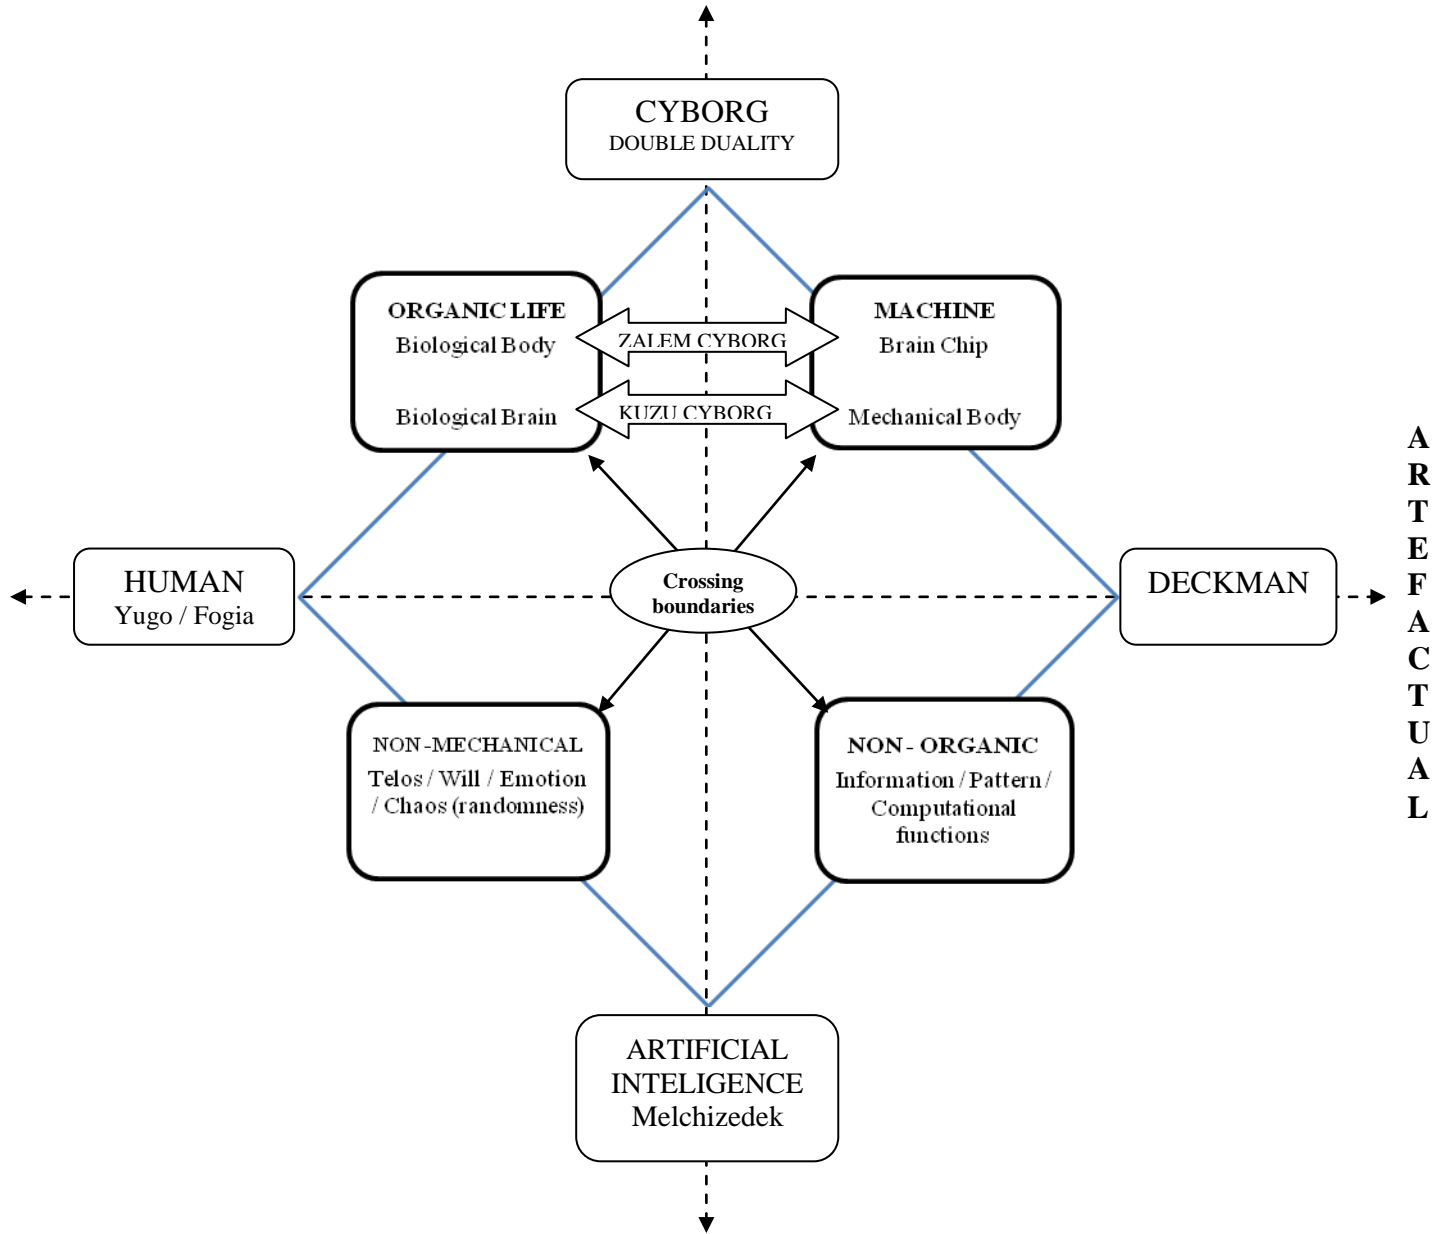 CYBORG
DOUBLE DUALITY
ORGANIC LIFE
Biological Body
Biological Brain
ZALEM CYBORG
KUZU CYBORG
MACHINE
Brain Chip
Mechanical Body
HUMAN
Yugo / Fogia
Crossing
boundaries
DECKMAN
A
R
T
E
F
A
C
T
U
A
L
NON-MECHANICAL
Telos / Will / Emotion
/ Chaos (randomness)
NON- ORGANIC
Information / Pattern /
Computational
functions
ARTIFICIAL
INTELIGENCE
Melchizedek